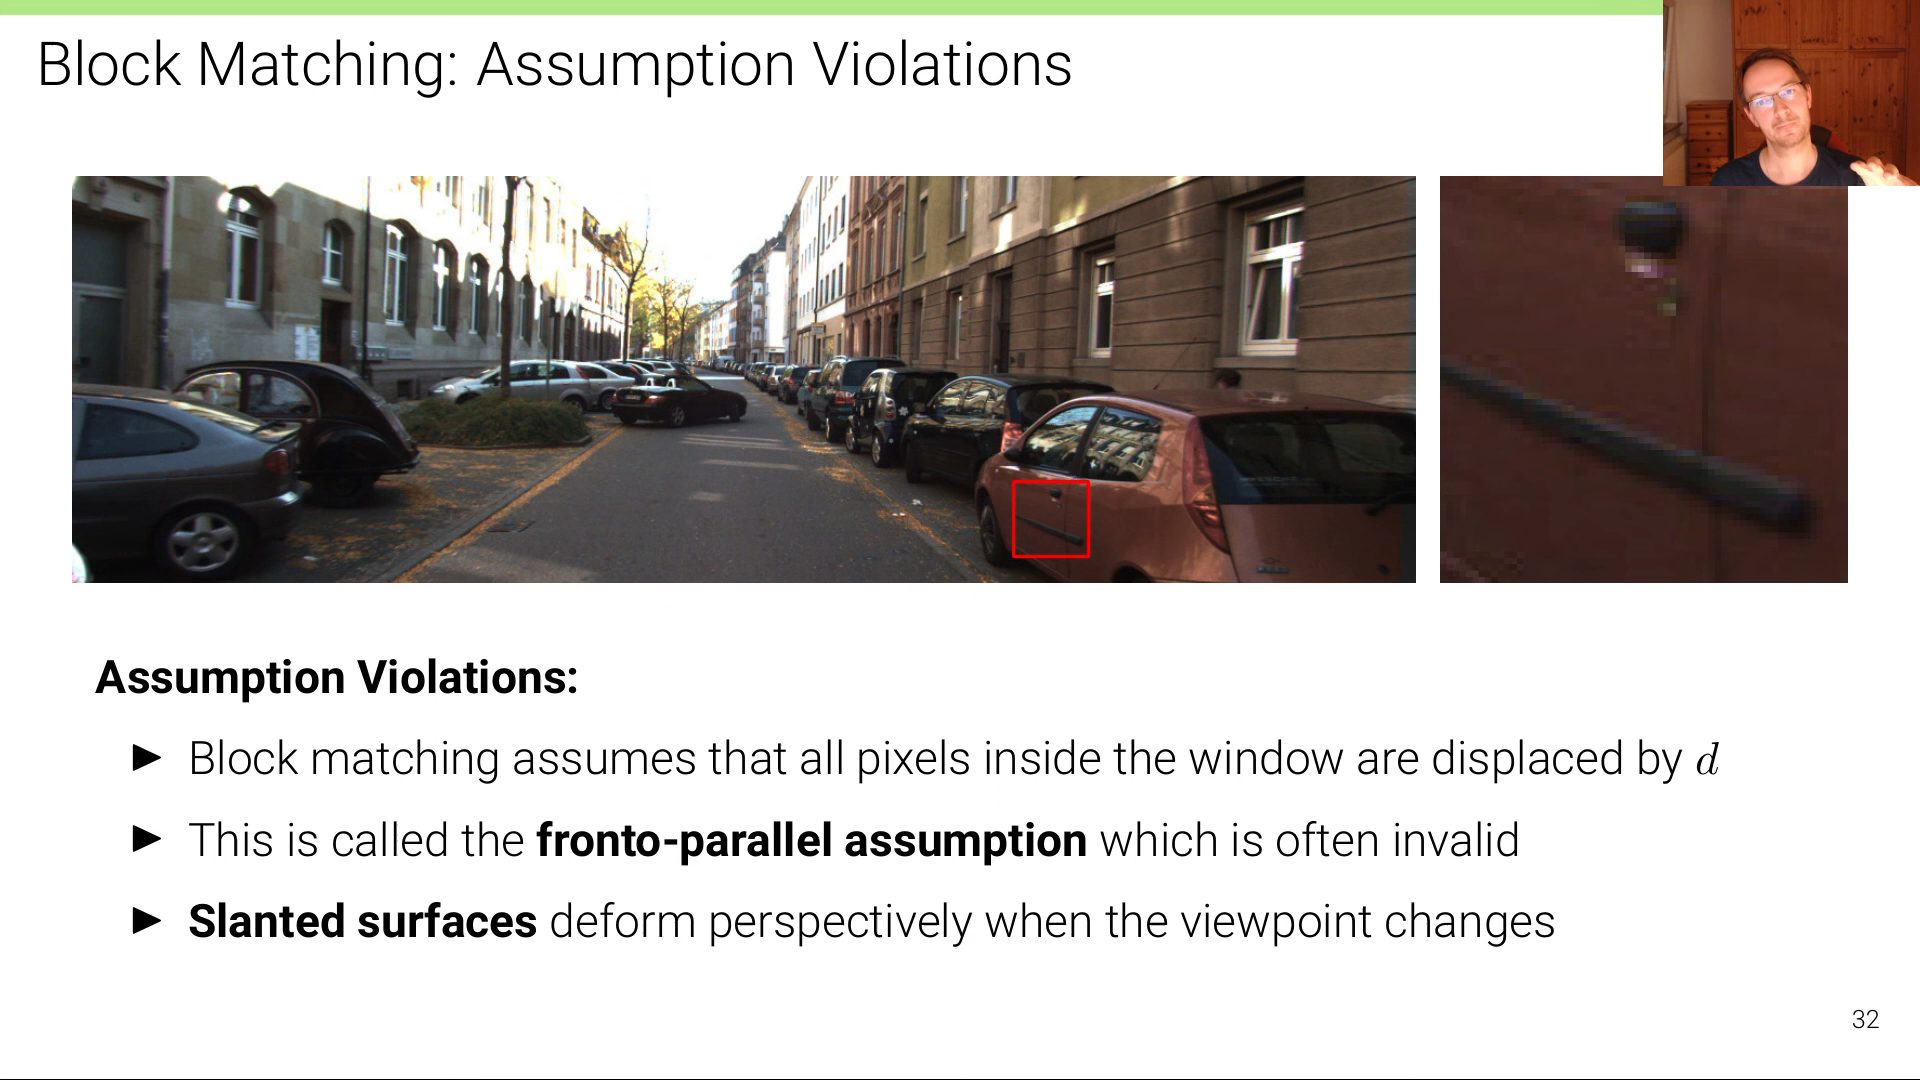 Block Matching: Assumption Violations
Assumption Violations:
► Block matching assumes that all pixels inside the window are displaced by d
► This is called the fronto-parallel assumption which is often invalid
► Slanted surfaces deform perspectively when the viewpoint changes
32